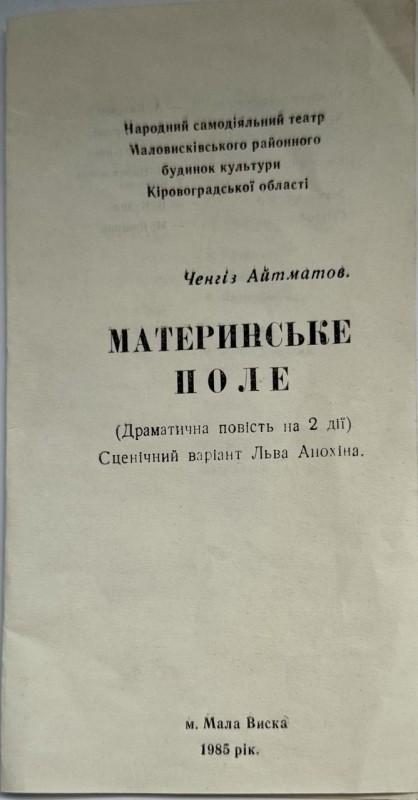 Народний самодіяльний театр
Маловисківського районного
будинок культури
Кіровоградської області
Ченгіз Айтматов.
МАТЕРИНСЬКЕ
ПОЛЕ
(Драматична повість на 2 дії)
Сценічний варіант Льва Анохіна.
м. Мала Виска
1985 рік.